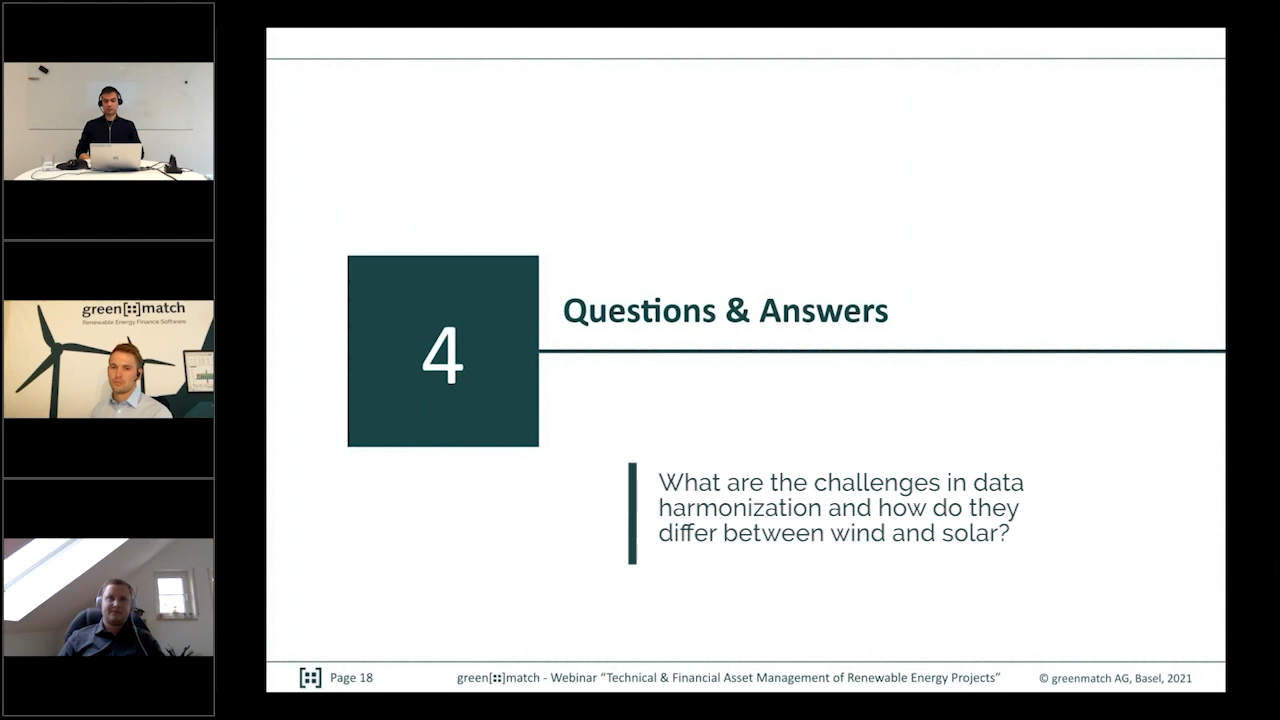 green[::]match
Renewable Energy Finance Software
4
Questions & Answers
What are the challenges in data
harmonization and how do they
differ between wind and solar?
[::] Page 18
green[::]match - Webinar “Technical & Financial Asset Management of Renewable Energy Projects”
© greenmatch AG, Basel, 2021